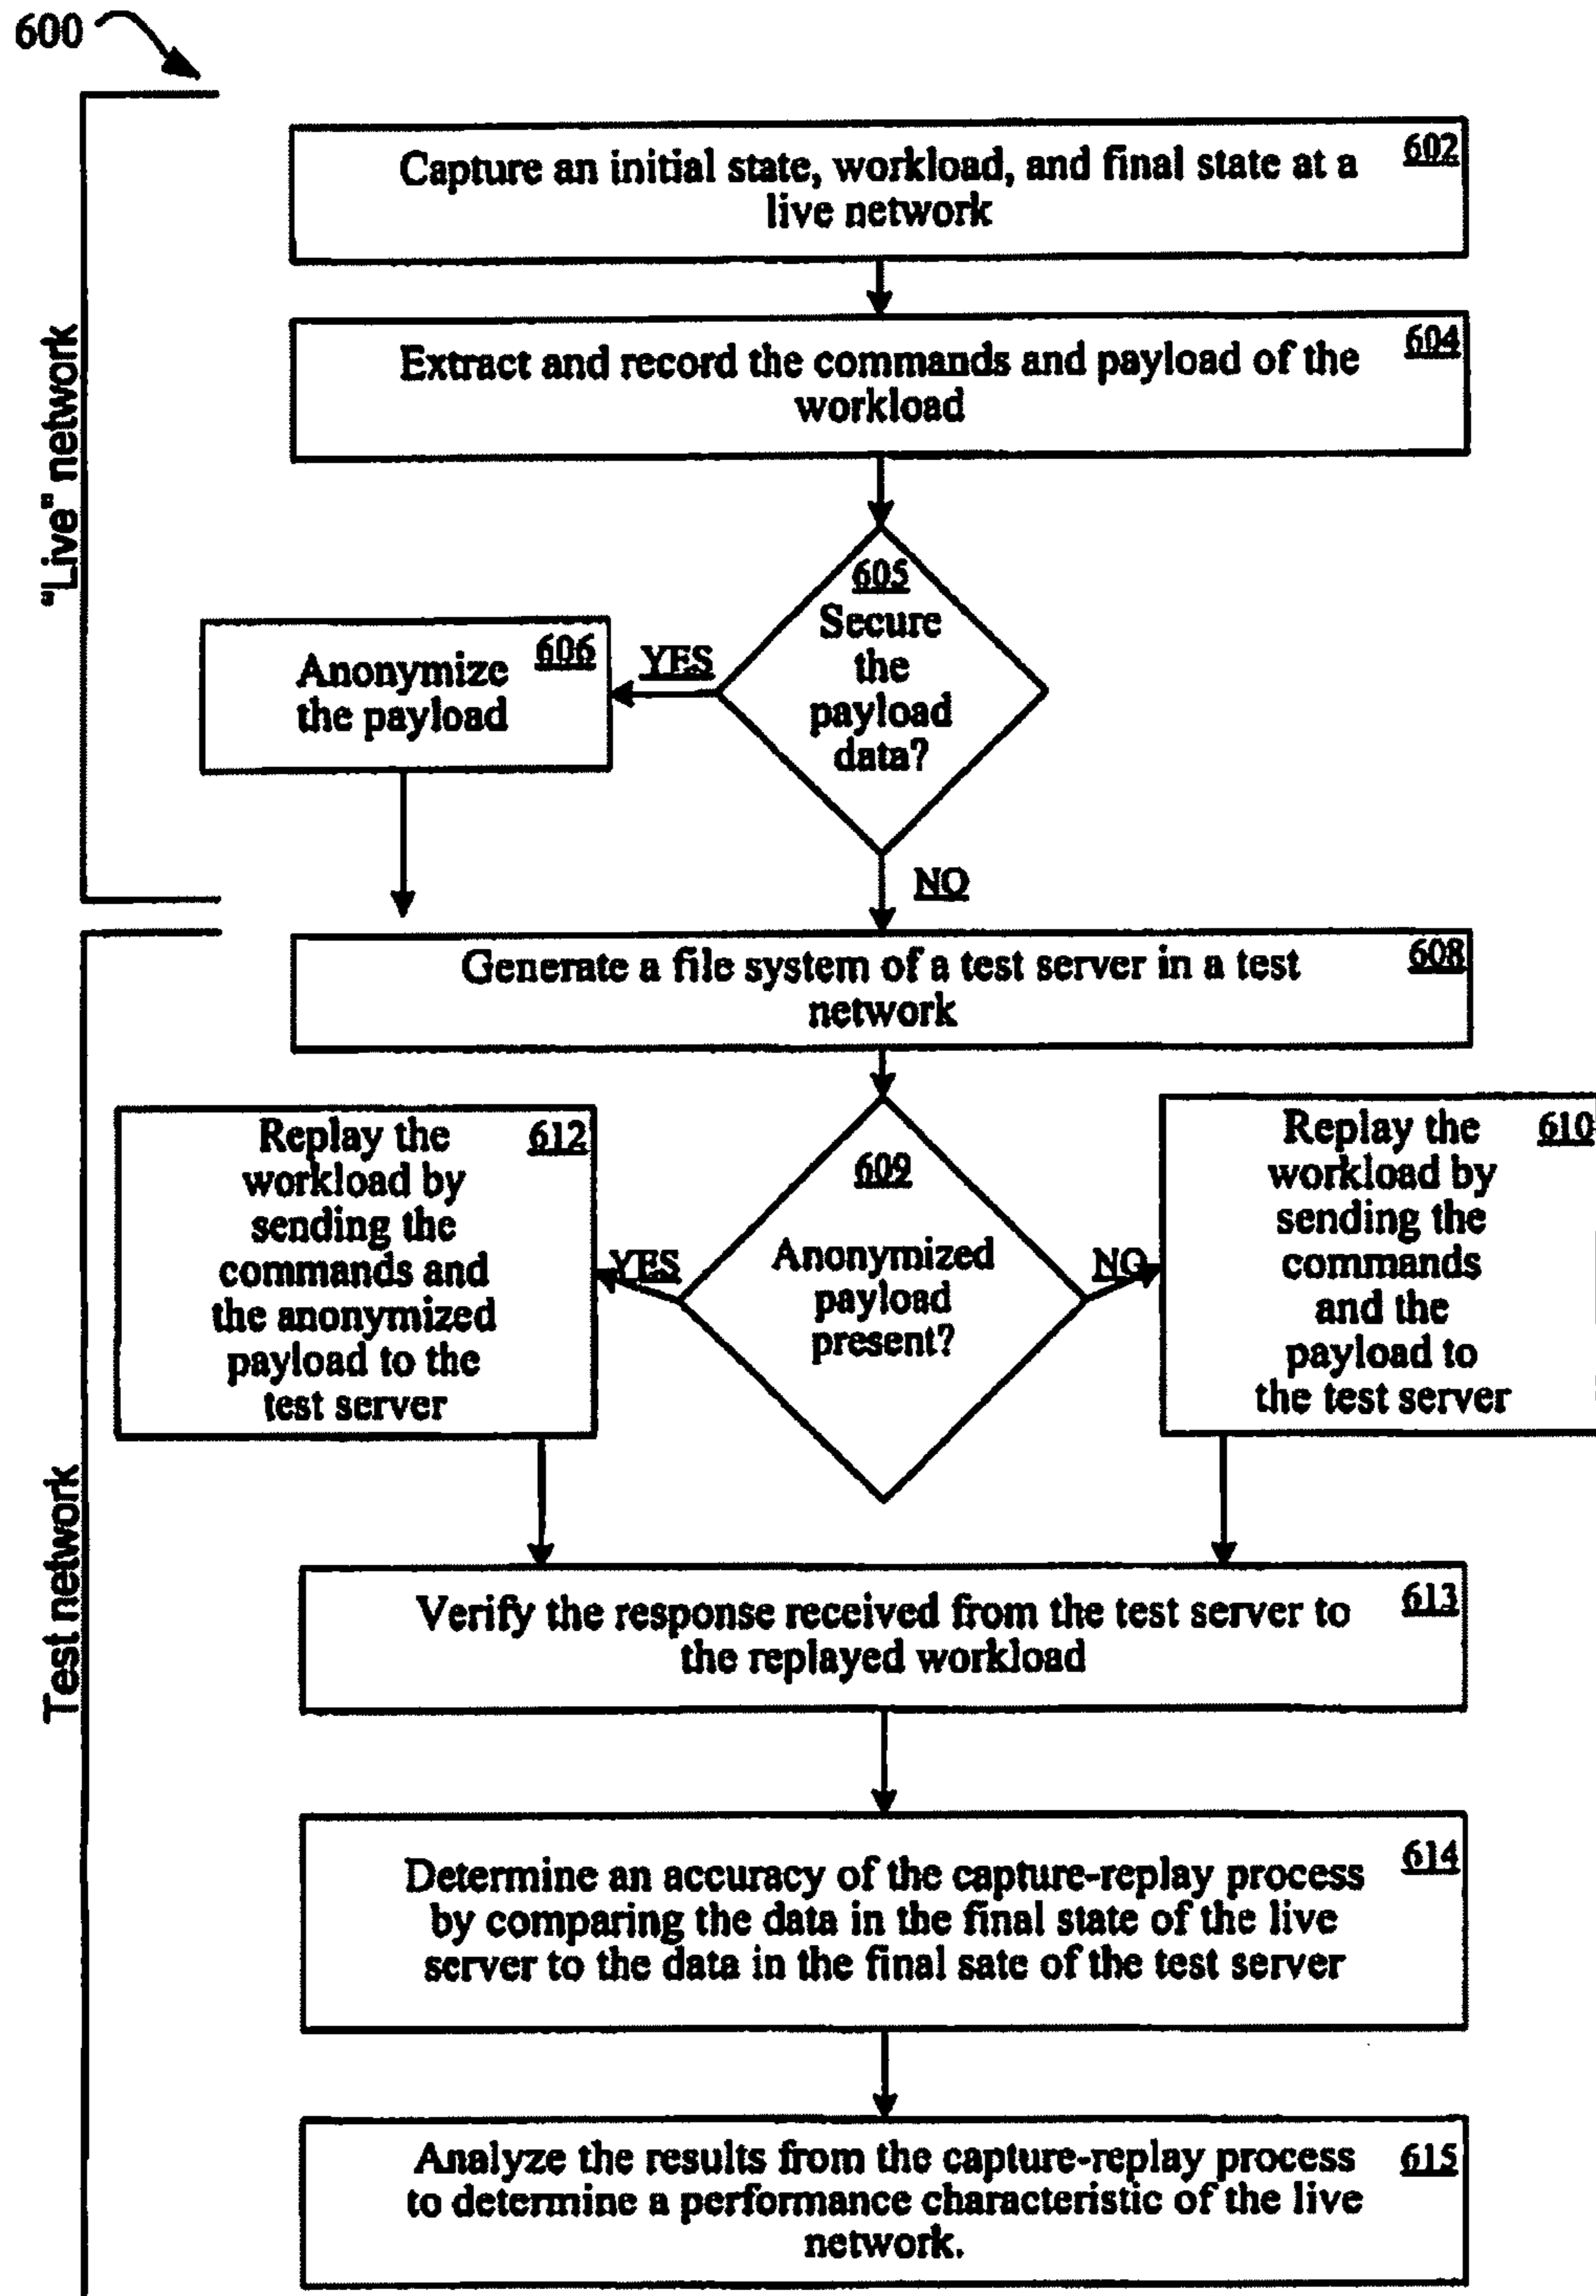 600
"Live" network
602
Capture an initial state, workload, and final state at a
live network
604
Extract and record the commands and payload of the
workload
605
Secure
the
payload
data?
YES
606
Anonymize
the payload
NO
Test network
608
Generate a file system of a test server in a test
network
609
Anonymized
payload
present?
YES
NO
612
Replay the
workload by
sending the
commands and
the anonymized
payload to the
test server
610
Replay the
workload by
sending the
commands
and the
payload to
the test server
613
Verify the response received from the test server to
the replayed workload
614
Determine an accuracy of the capture-replay process
by comparing the data in the final state of the live
server to the data in the final sate of the test server
615
Analyze the results from the capture-replay process
to determine a performance characteristic of the live
network.